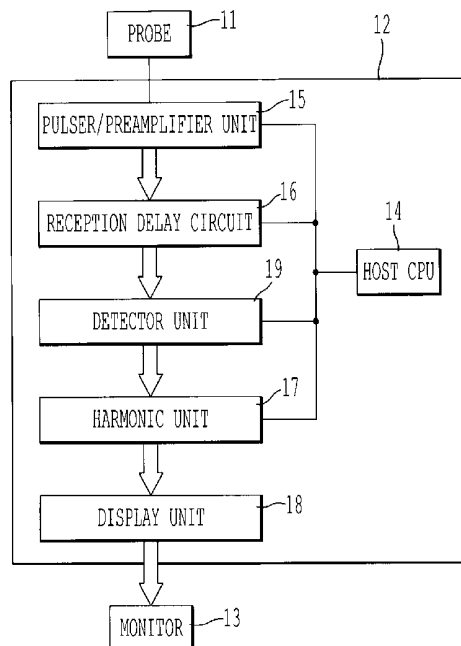 PROBE
11
12
15
PULSER/PREAMPLIFIER UNIT
16
RECEPTION DELAY CIRCUIT
14
HOST CPU
19
DETECTOR UNIT
17
HARMONIC UNIT
DISPLAY UNIT
18
MONITOR
13